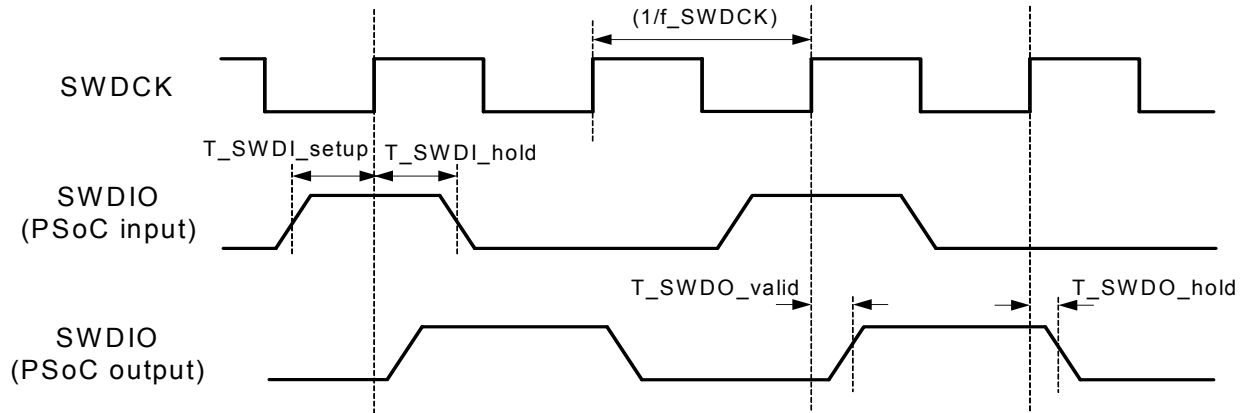 (1/f_SWDCK)
SWDCK
T_SWDI_setup T_SWDI_hold
SWDIO
(PSoC input)
T_SWDO_valid T_SWDO_hold
SWDIO
(PSoC output)